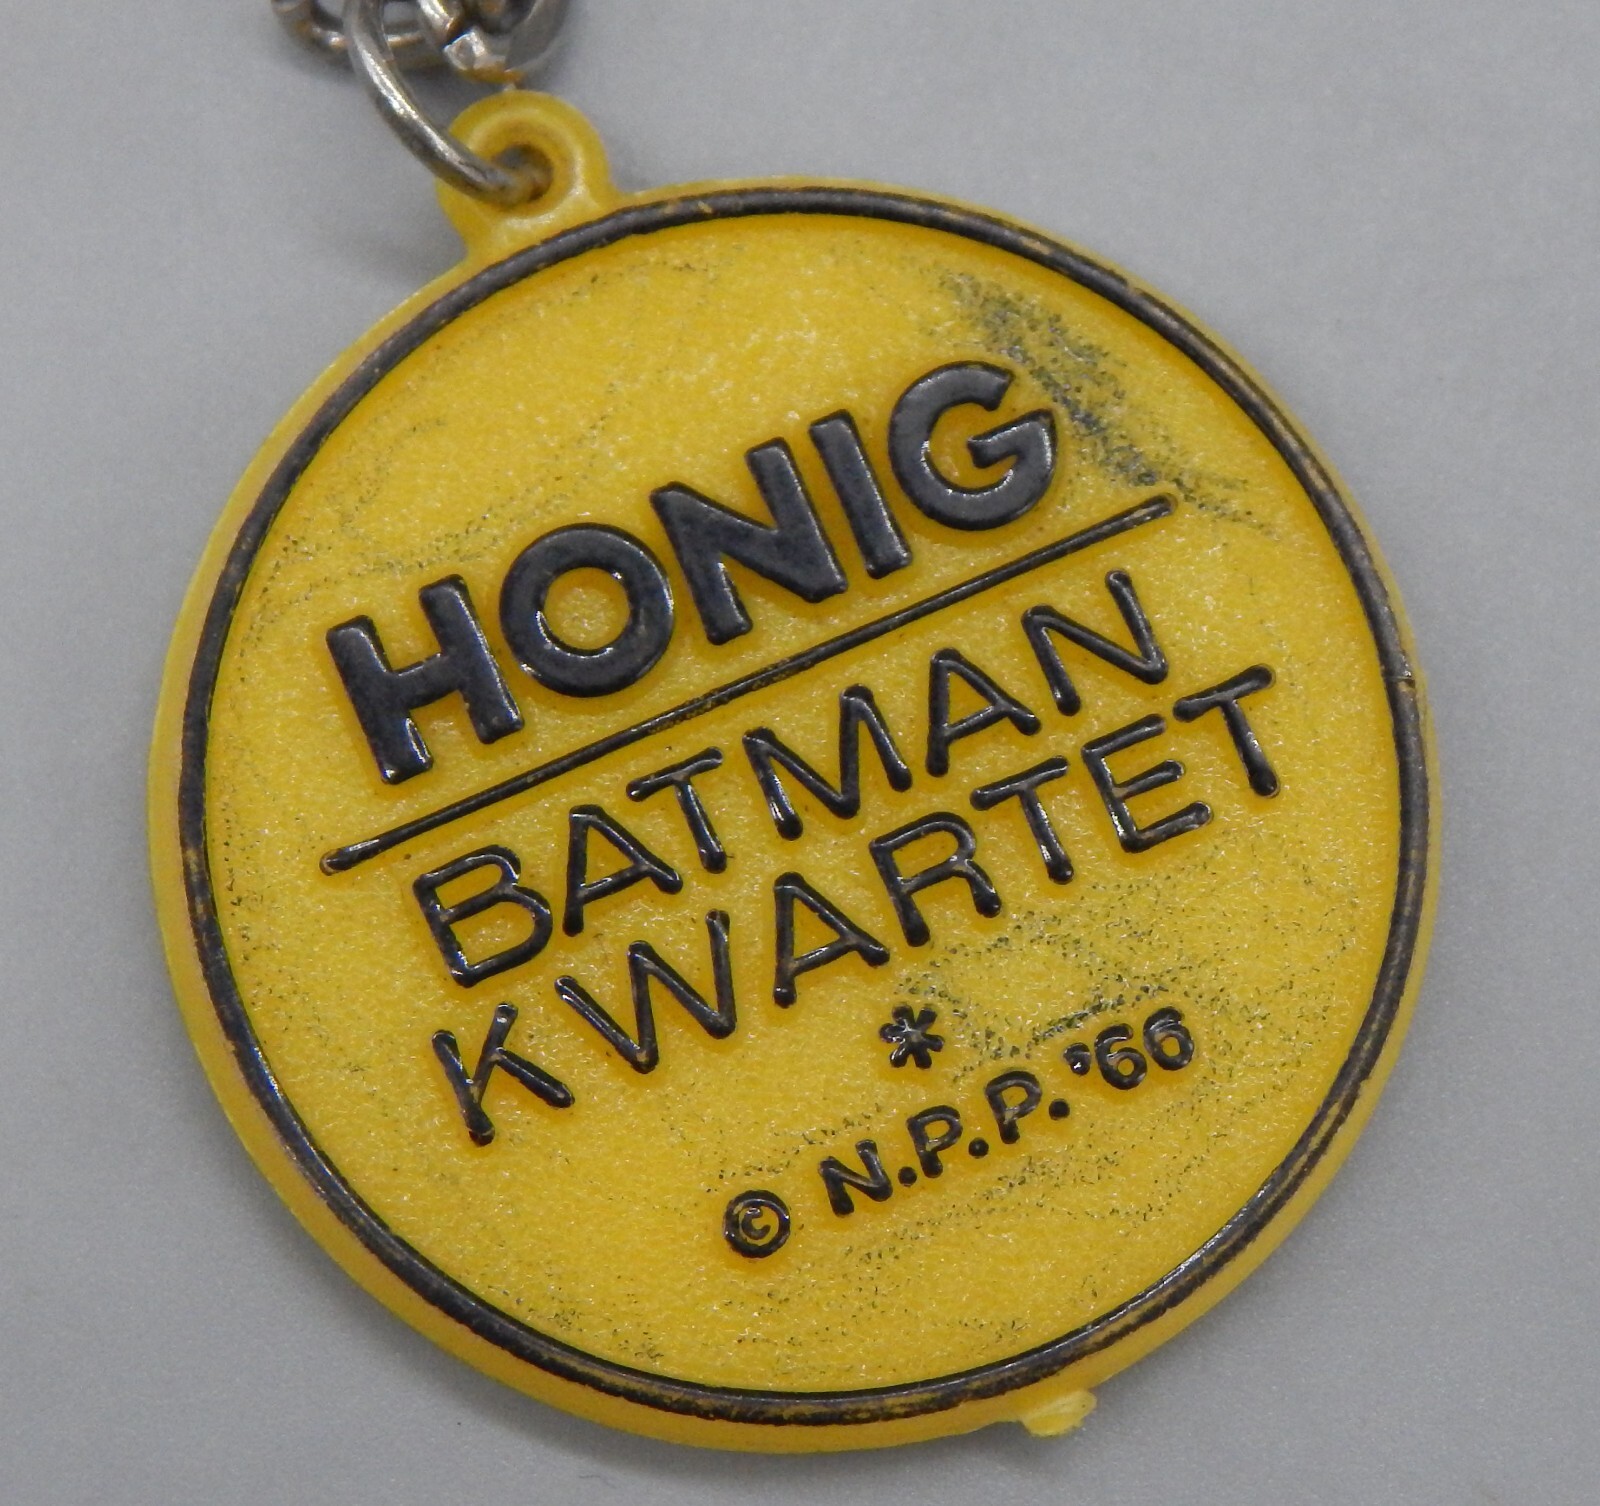 HONIG
BATMAN
KWARTET
*
© N.P.P. '66